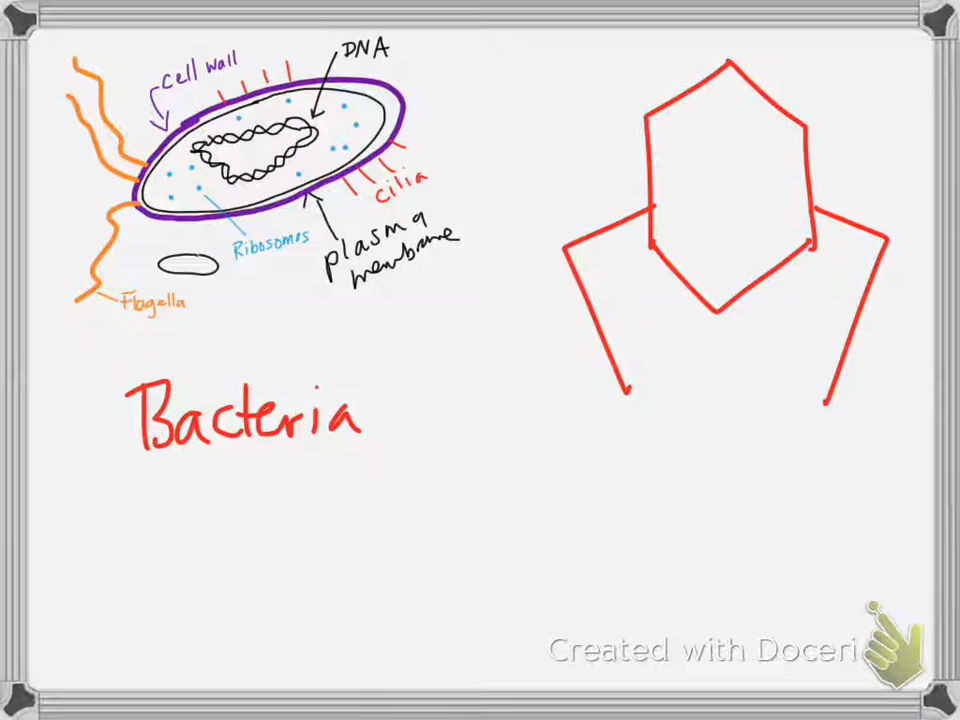 DNA
cell wall
cilia
Ribosomes
plasma
membrane
Flagella
Bacteria
Created with Doceri